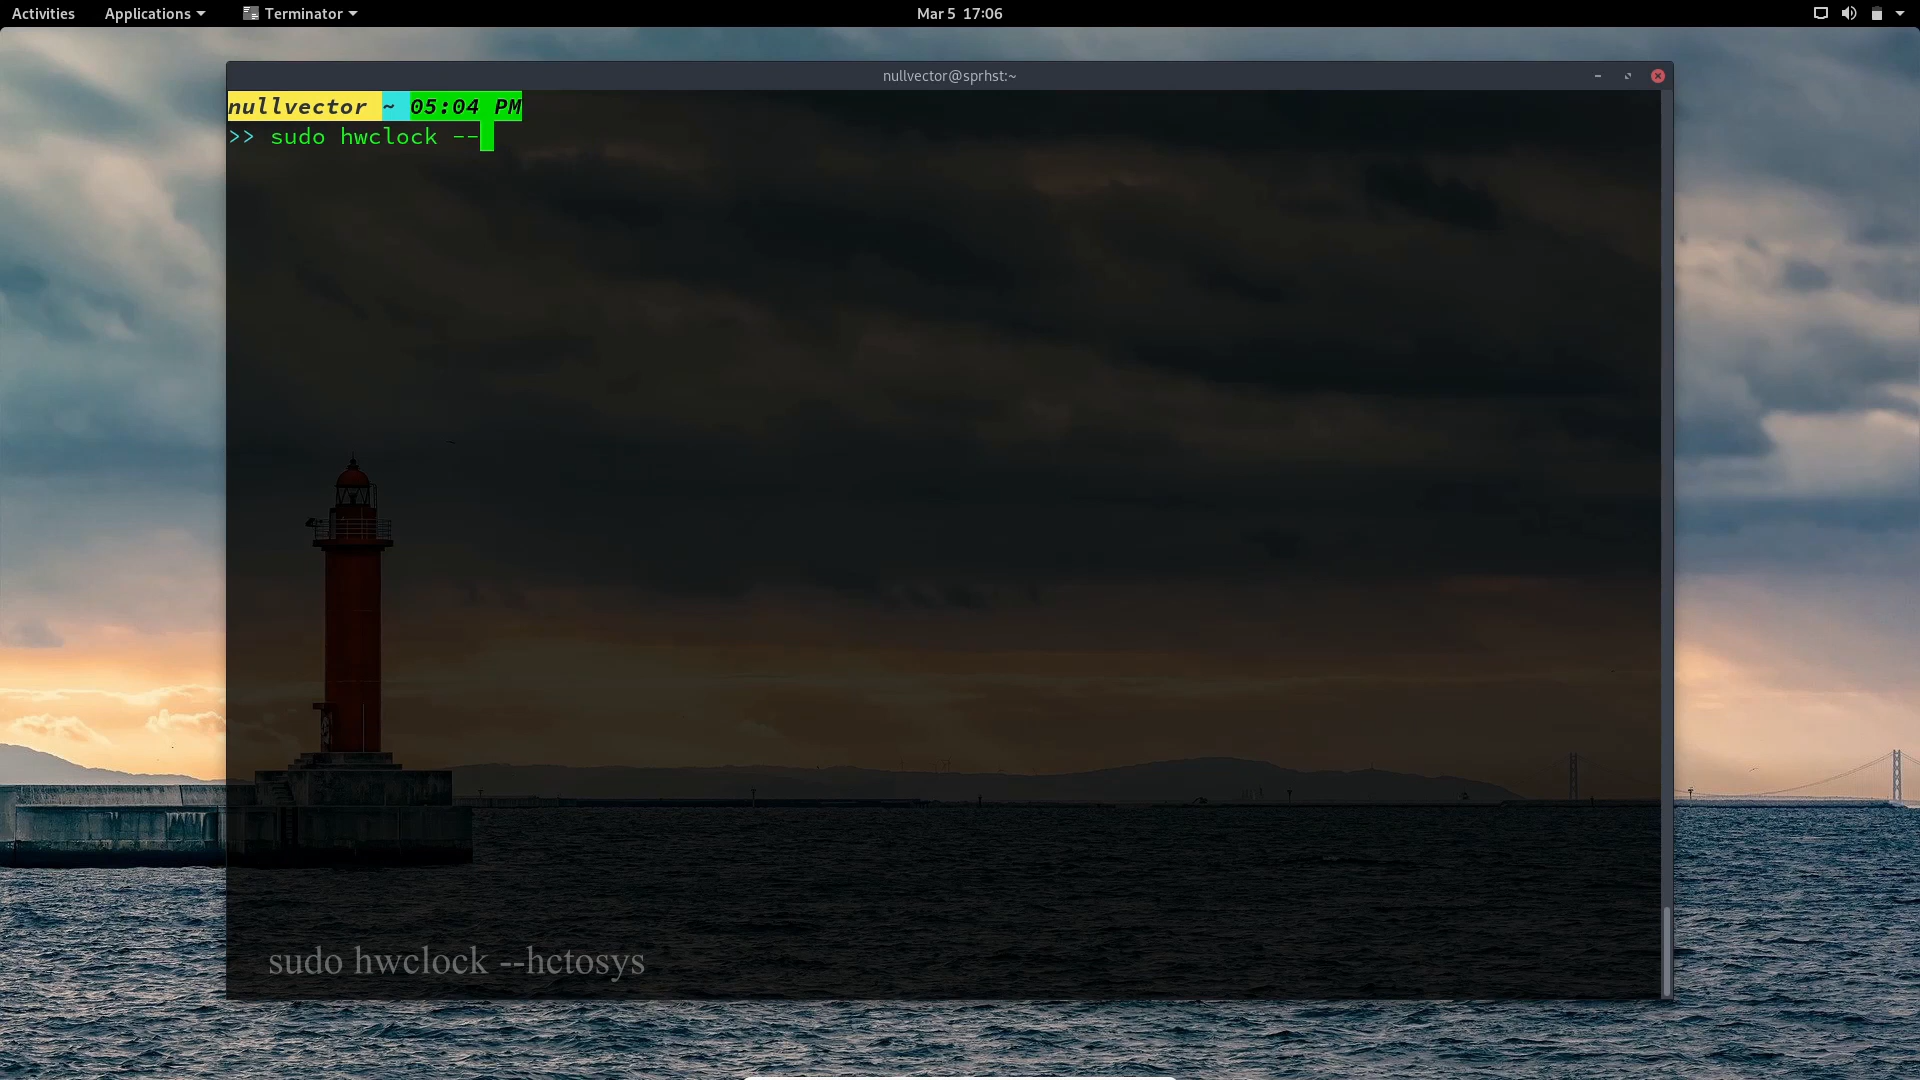 Activities Applications Terminator Mar 5 17:06
nullvector@sprhst:~
nullvector ~ 05:04 PM
>> sudo hwclock --
sudo hwclock --hctosys